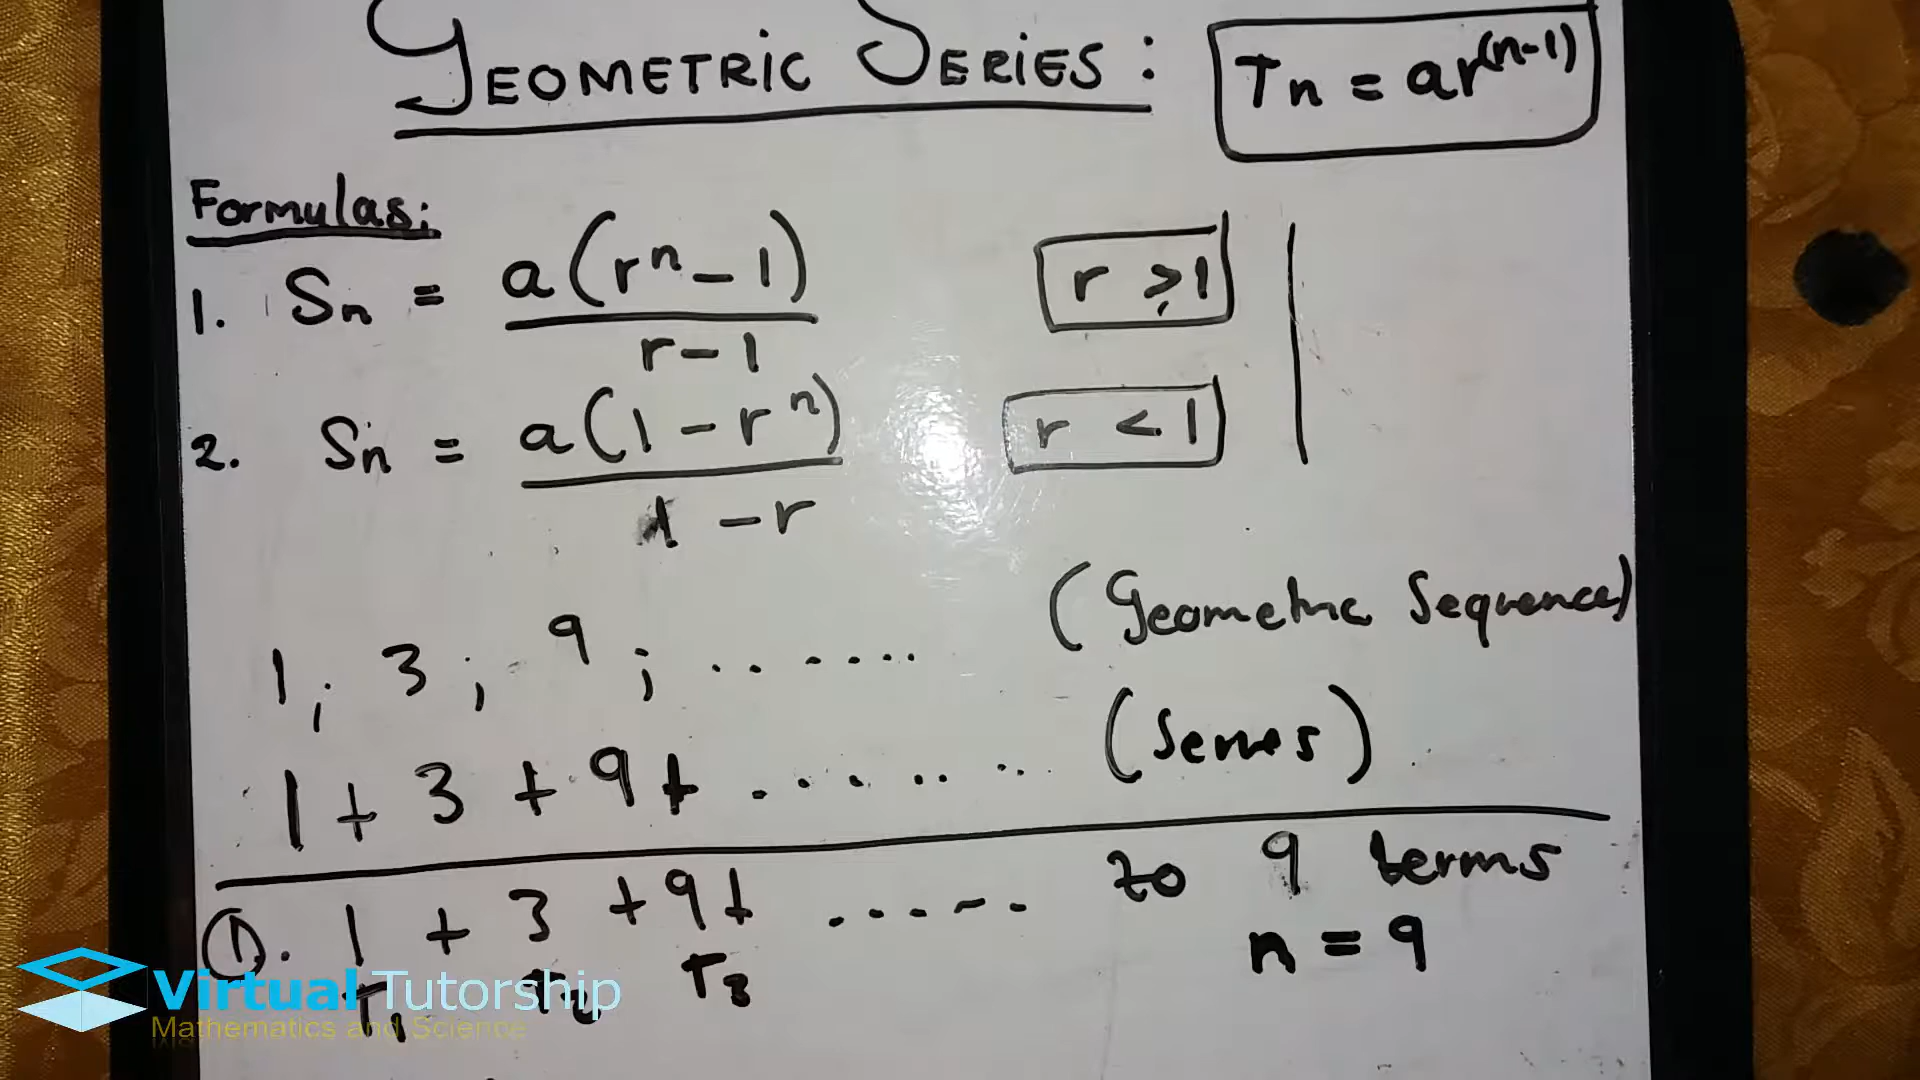 GEOMETRIC SERIES:
Tn = ar^(n-1)
Formulas:
1. Sn = a(r^n - 1) / r - 1
r > 1
2. Sn = a(1 - r^n) / 1 - r
r < 1
1 ; 3 ; 9 ; ....... (Geometric Sequence)
1 + 3 + 9 + ....... (Series)
①. 1 + 3 + 9 + ...... to 9 terms
T1 T2 T3 n = 9
Virtual Tutorship
Mathematics and Science